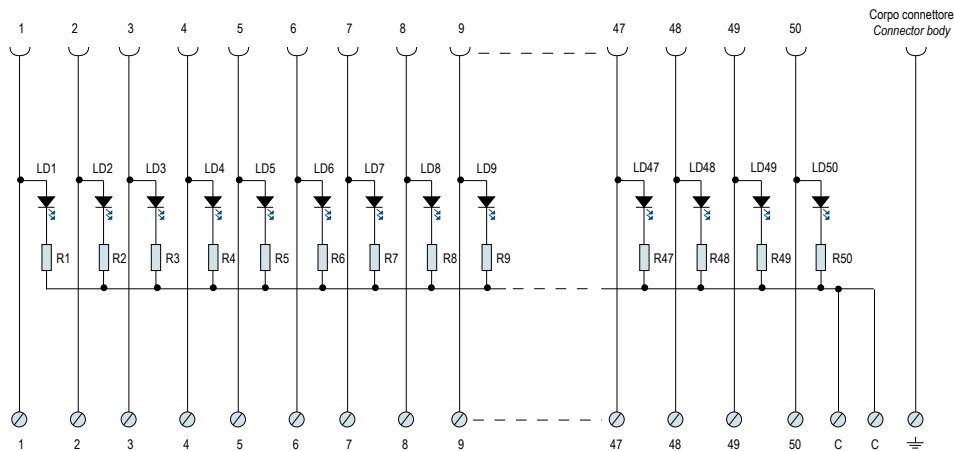 Corpo connettore
Connector body
1 2 3 4 5 6 7 8 9 47 48 49 50
LD1 LD2 LD3 LD4 LD5 LD6 LD7 LD8 LD9 LD47 LD48 LD49 LD50
R1 R2 R3 R4 R5 R6 R7 R8 R9 R47 R48 R49 R50
1 2 3 4 5 6 7 8 9 47 48 49 50 C C